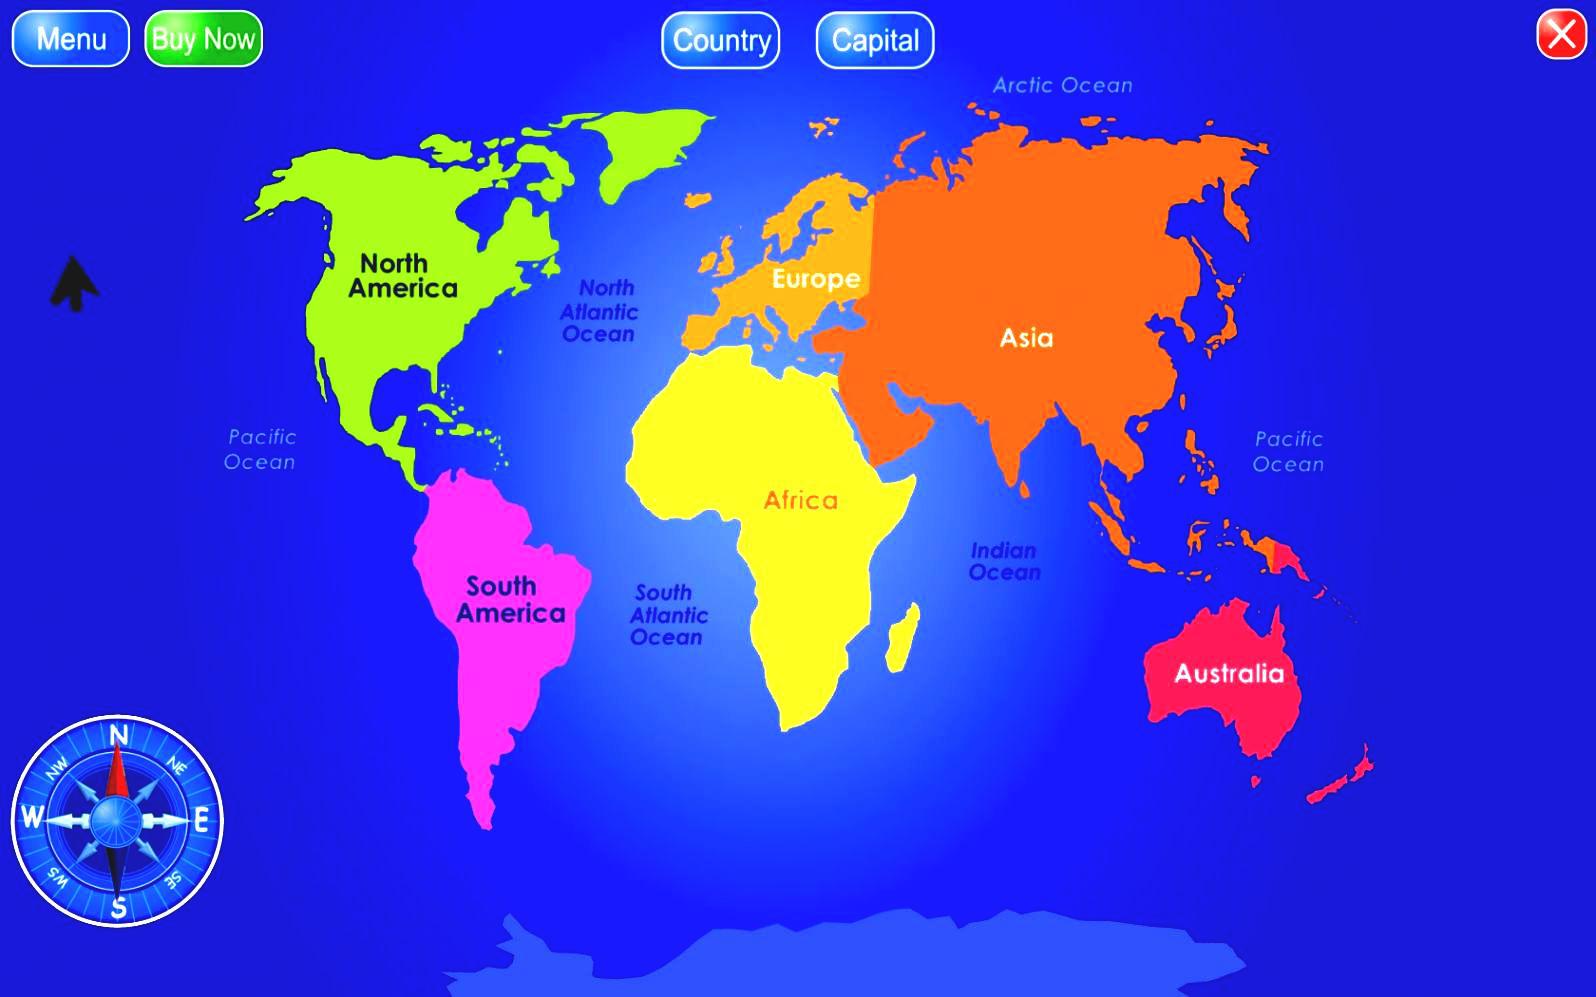 Menu
Buy Now
Country
Capital
Arctic Ocean
North
America
North
Atlantic
Ocean
Europe
Asia
Pacific
Ocean
Pacific
Ocean
Africa
Indian
Ocean
South
America
South
Atlantic
Ocean
Australia
N
NW
NE
W
E
WS
SE
S